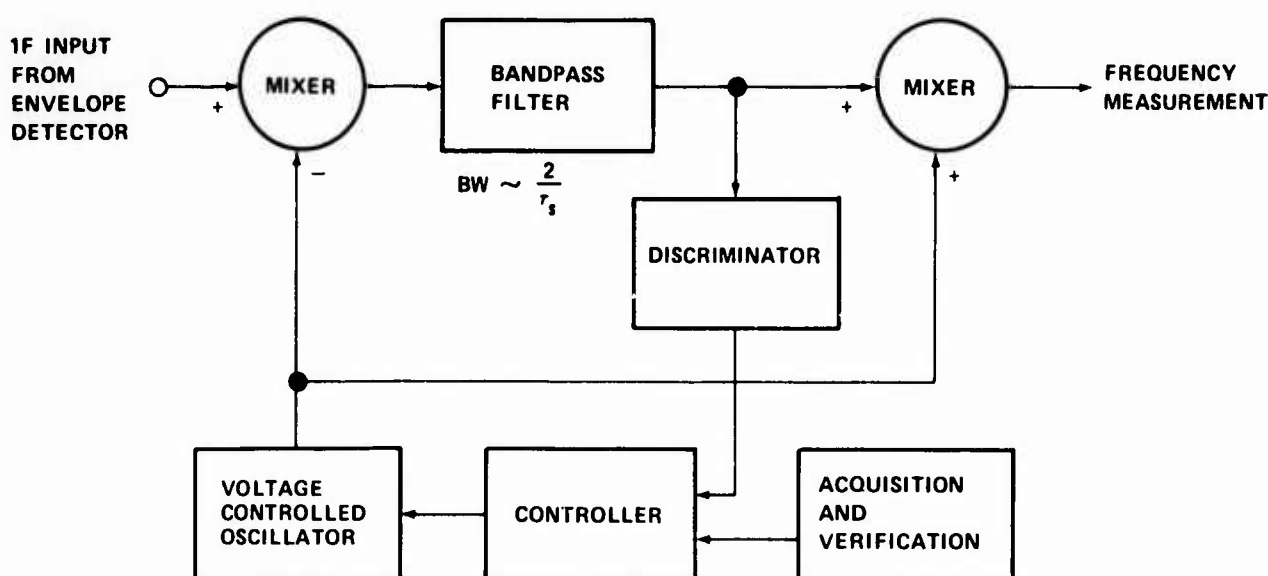 1F INPUT
FROM
ENVELOPE
DETECTOR
+
MIXER
−
BANDPASS
FILTER
BW ~ 2/τs
+
MIXER
+
FREQUENCY
MEASUREMENT
DISCRIMINATOR
VOLTAGE
CONTROLLED
OSCILLATOR
CONTROLLER
ACQUISITION
AND
VERIFICATION